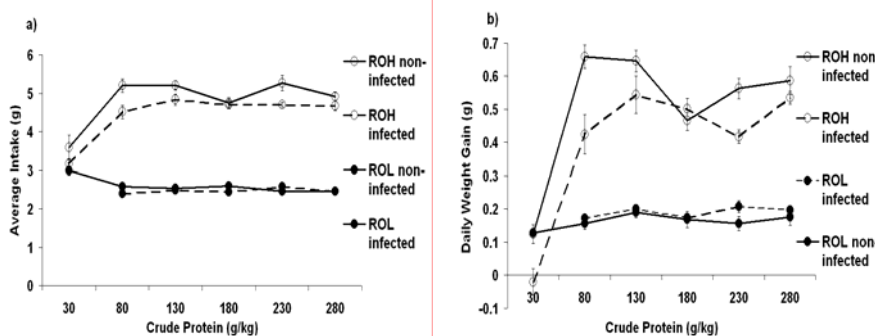 a)
Average Intake (g)
6
5
4
3
2
1
0
30 80 130 180 230 280
Crude Protein (g/kg)
ROH non-
infected
ROH
infected
ROL non-
infected
ROL
infected
b)
Daily Weight Gain (g)
0.7
0.6
0.5
0.4
0.3
0.2
0.1
0
-0.1
30 80 130 180 230 280
Crude Protein (g/kg)
ROH non
infected
ROH
infected
ROL
infected
ROL non
infected